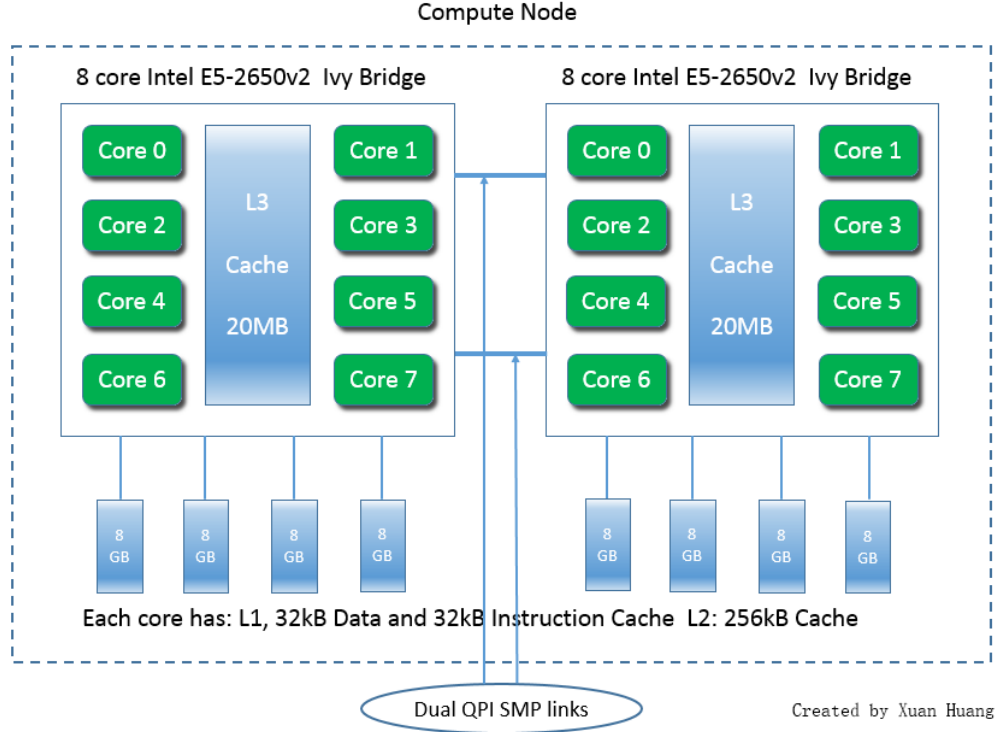 Compute Node
8 core Intel E5-2650v2 Ivy Bridge
8 core Intel E5-2650v2 Ivy Bridge
Core 0
Core 1
Core 2
Core 3
Core 4
Core 5
Core 6
Core 7
L3
Cache
20MB
Core 0
Core 1
Core 2
Core 3
Core 4
Core 5
Core 6
Core 7
L3
Cache
20MB
8
GB
8
GB
8
GB
8
GB
8
GB
8
GB
8
GB
8
GB
Each core has: L1, 32kB Data and 32kB Instruction Cache L2: 256kB Cache
Dual QPI SMP links
Created by Xuan Huang